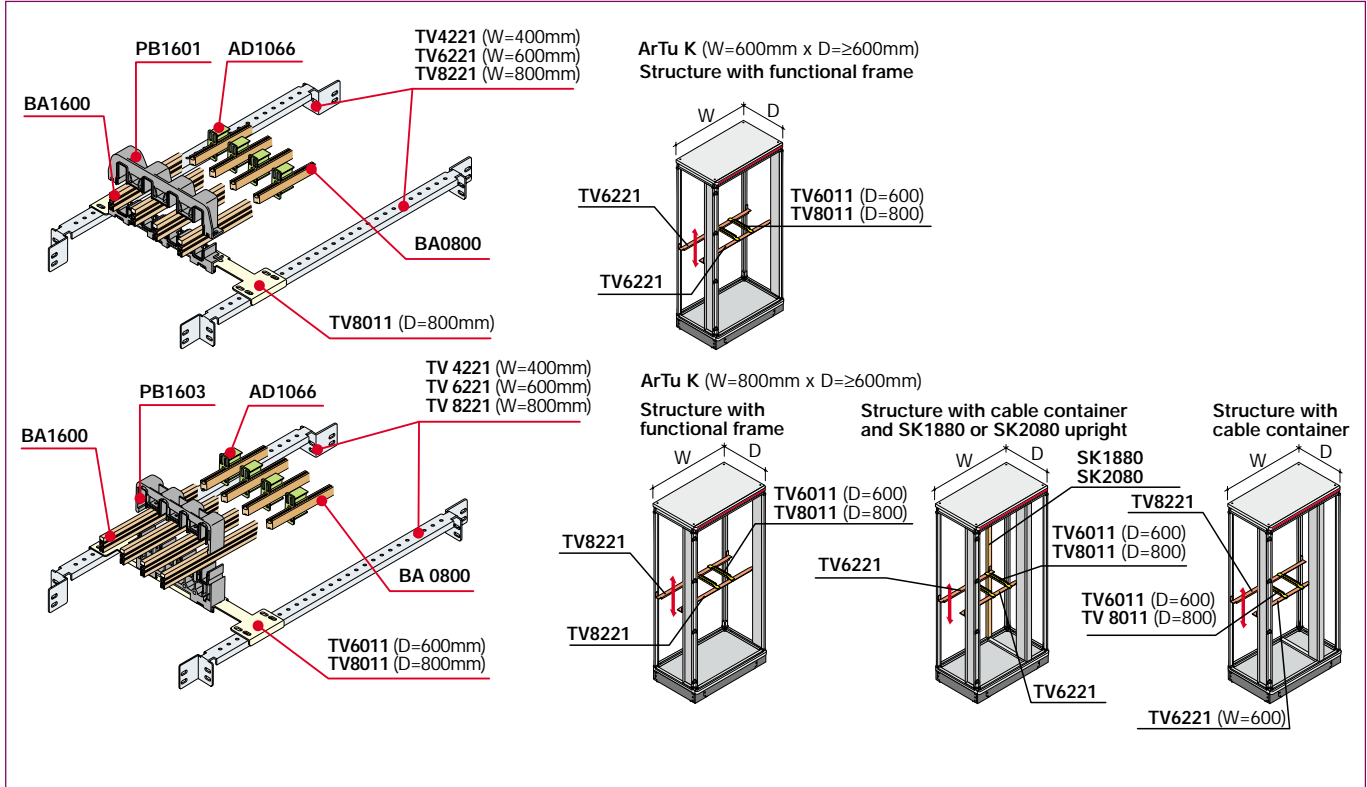 PB1601
AD1066
TV4221 (W=400mm)
TV6221 (W=600mm)
TV8221 (W=800mm)
BA1600
BA0800
TV8011 (D=800mm)
ArTu K (W=600mm x D=≥600mm)
Structure with functional frame
W
D
TV6221
TV6011 (D=600)
TV8011 (D=800)
TV6221
PB1603
AD1066
TV 4221 (W=400mm)
TV 6221 (W=600mm)
TV 8221 (W=800mm)
BA1600
BA 0800
TV6011 (D=600mm)
TV8011 (D=800mm)
ArTu K (W=800mm x D=≥600mm)
Structure with
functional frame
W
D
TV6011 (D=600)
TV8011 (D=800)
TV8221
TV8221
Structure with cable container
and SK1880 or SK2080 upright
W
D
SK1880
SK2080
TV6011 (D=600)
TV8011 (D=800)
TV6221
TV6221
Structure with
cable container
W
D
TV8221
TV6011 (D=600)
TV 8011 (D=800)
TV6221 (W=600)